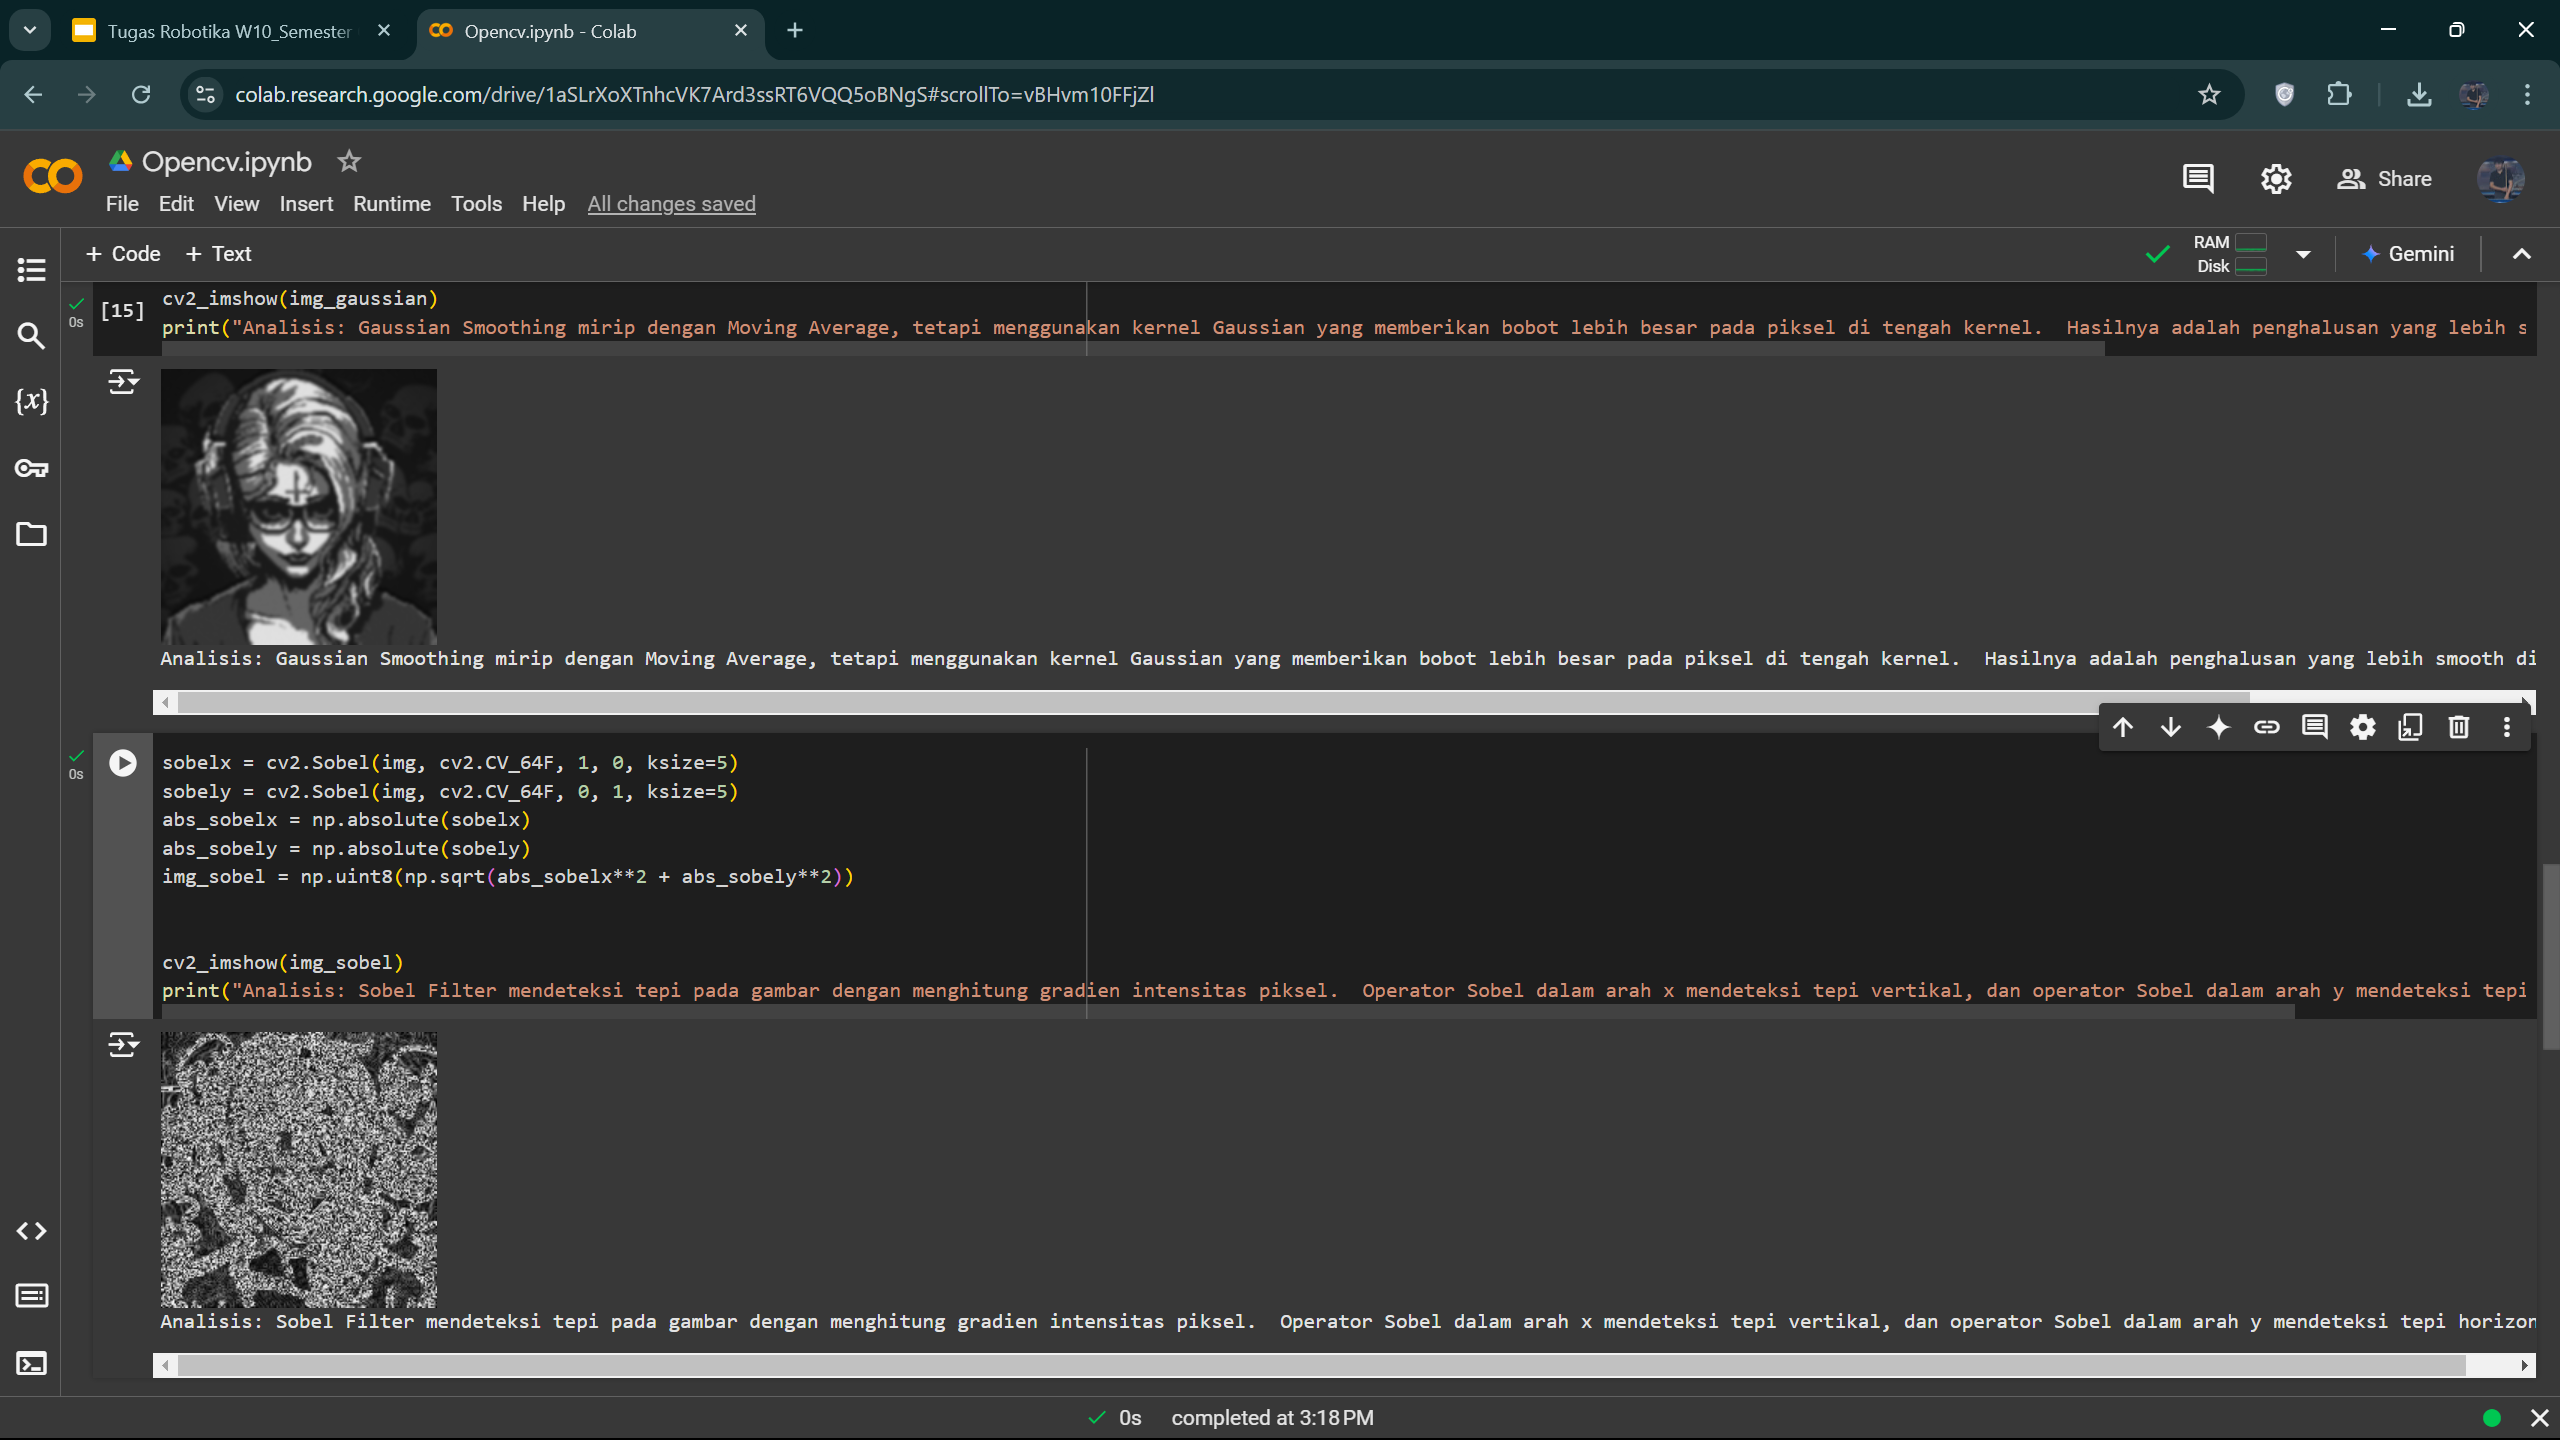 Tugas Robotika W10_Semester
Opencv.ipynb - Colab
colab.research.google.com/drive/1aSLrXoXTnhcVK7Ard3ssRT6VQQ5oBNgS#scrollTo=vBHvm10FFjZl
CO
Opencv.ipynb
File Edit View Insert Runtime Tools Help All changes saved
Share
+ Code + Text
RAM
Disk
Gemini
{x}
0s
[15]
cv2_imshow(img_gaussian)
print("Analisis: Gaussian Smoothing mirip dengan Moving Average, tetapi menggunakan kernel Gaussian yang memberikan bobot lebih besar pada piksel di tengah kernel.  Hasilnya adalah penghalusan yang lebih s
Analisis: Gaussian Smoothing mirip dengan Moving Average, tetapi menggunakan kernel Gaussian yang memberikan bobot lebih besar pada piksel di tengah kernel.  Hasilnya adalah penghalusan yang lebih smooth di
0s
sobelx = cv2.Sobel(img, cv2.CV_64F, 1, 0, ksize=5)
sobely = cv2.Sobel(img, cv2.CV_64F, 0, 1, ksize=5)
abs_sobelx = np.absolute(sobelx)
abs_sobely = np.absolute(sobely)
img_sobel = np.uint8(np.sqrt(abs_sobelx**2 + abs_sobely**2))
cv2_imshow(img_sobel)
print("Analisis: Sobel Filter mendeteksi tepi pada gambar dengan menghitung gradien intensitas piksel.  Operator Sobel dalam arah x mendeteksi tepi vertikal, dan operator Sobel dalam arah y mendeteksi tepi
Analisis: Sobel Filter mendeteksi tepi pada gambar dengan menghitung gradien intensitas piksel.  Operator Sobel dalam arah x mendeteksi tepi vertikal, dan operator Sobel dalam arah y mendeteksi tepi horizon
0s completed at 3:18 PM